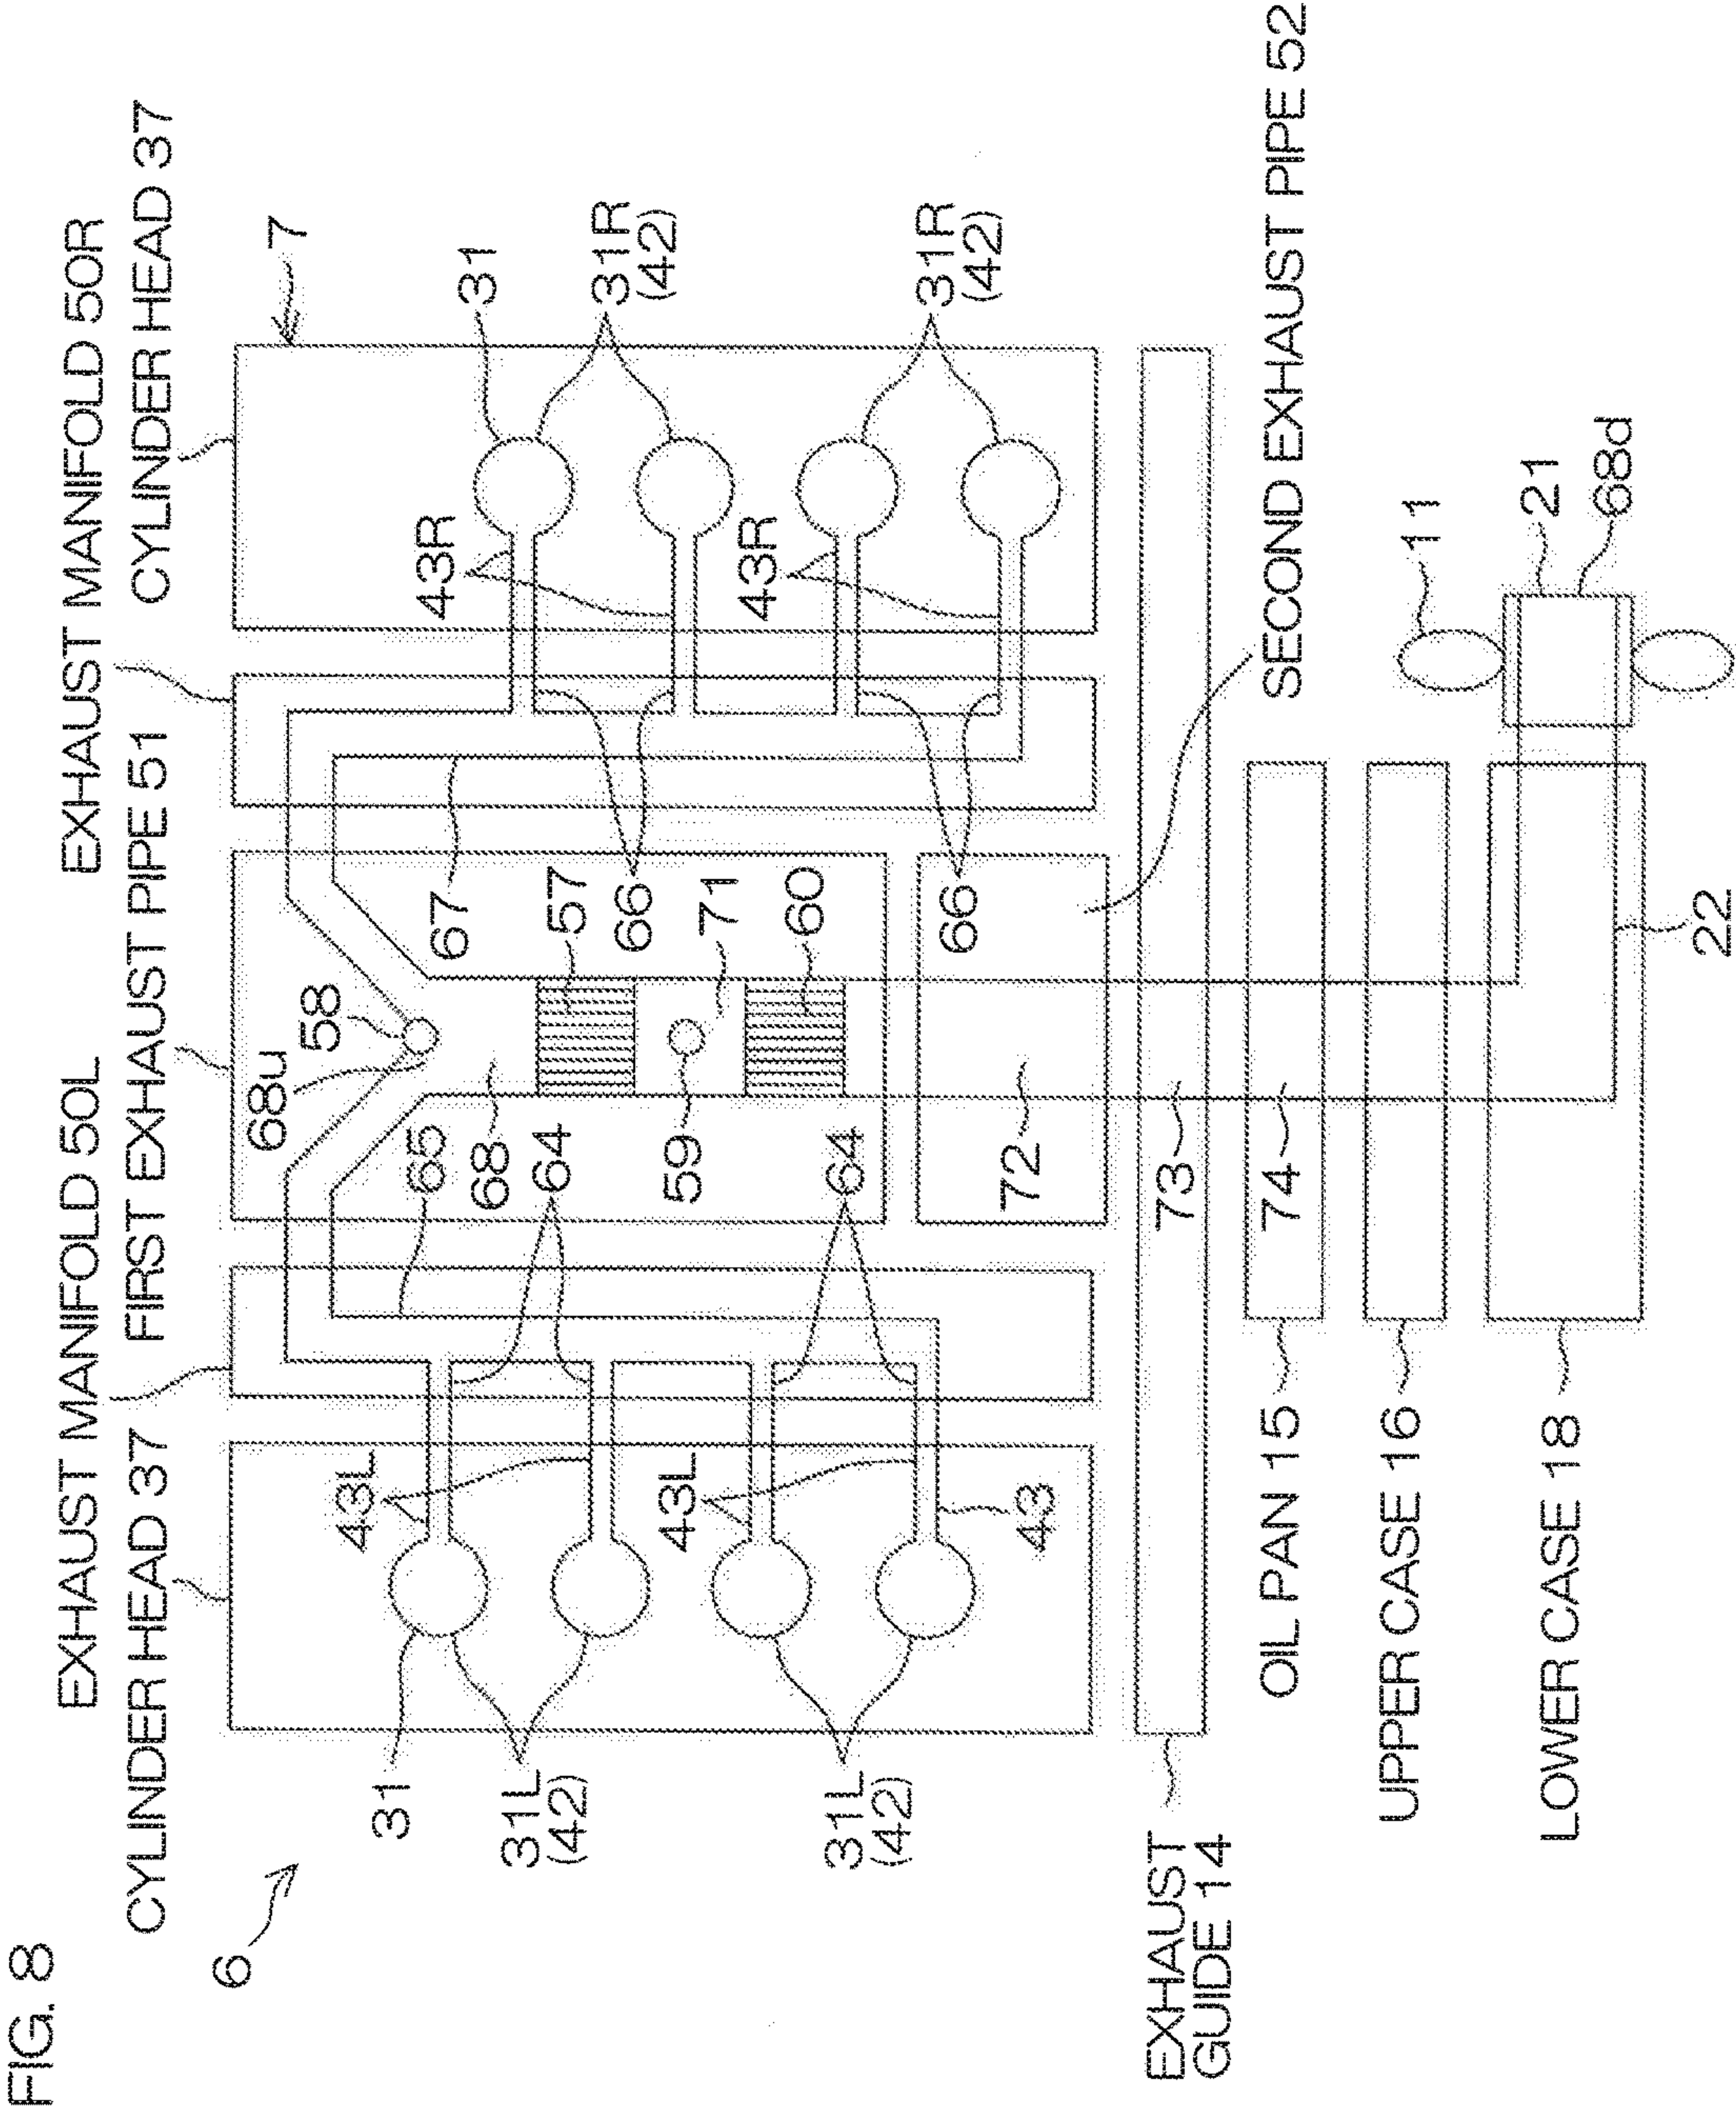 FIG. 8
6
EXHAUST MANIFOLD 50L
EXHAUST MANIFOLD 50R
CYLINDER HEAD 37
FIRST EXHAUST PIPE 51
CYLINDER HEAD 37
7
68u
58
31
43L
65
67
43R
31
31L
(42)
68
64
57
66
31R
(42)
59
71
43L
60
43R
31L
(42)
64
66
31R
(42)
43
72
EXHAUST
GUIDE 14
73
SECOND EXHAUST PIPE 52
OIL PAN 15
74
UPPER CASE 16
11
LOWER CASE 18
21
68d
22